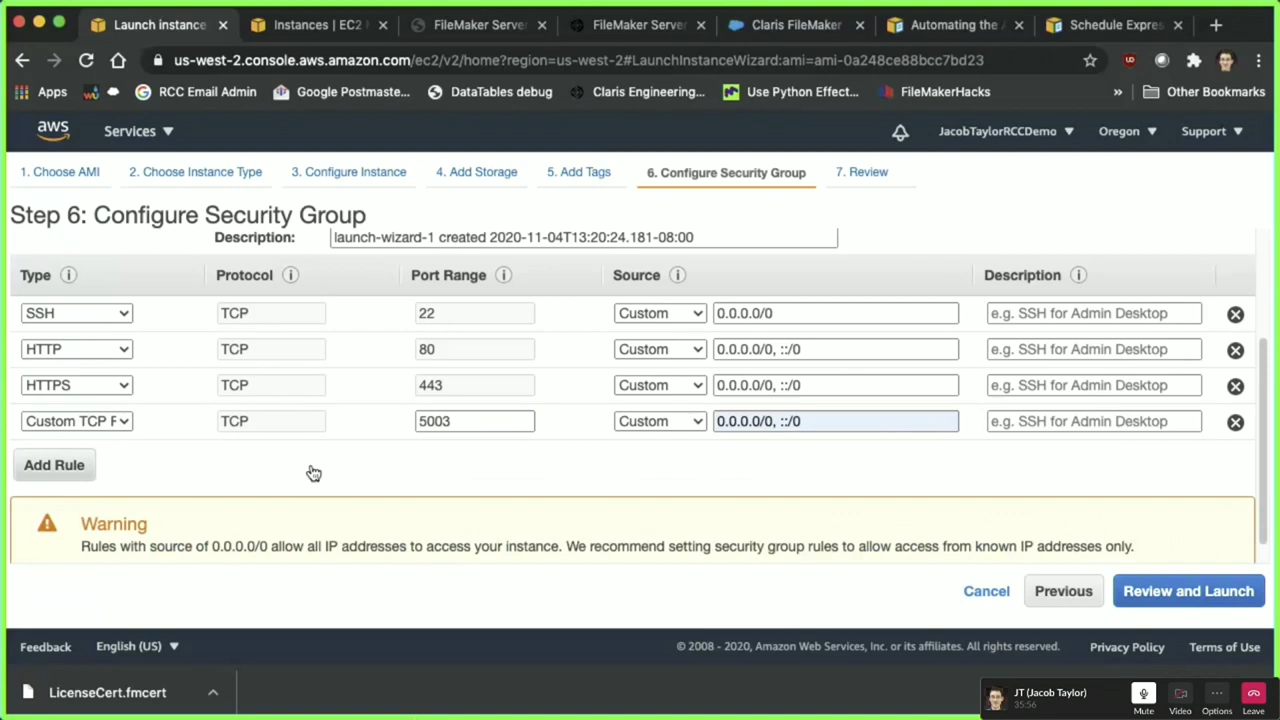 Launch instance
Instances | EC2
FileMaker Serve
FileMaker Server
Claris FileMaker
Automating the A
Schedule Expres
us-west-2.console.aws.amazon.com/ec2/v2/home?region=us-west-2#LaunchInstanceWizard:ami=ami-0a248ce88bcc7bd23
Apps
RCC Email Admin
Google Postmaste...
DataTables debug
Claris Engineering...
Use Python Effect...
FileMakerHacks
» Other Bookmarks
aws
Services
JacobTaylorRCCDemo
Oregon
Support
1. Choose AMI
2. Choose Instance Type
3. Configure Instance
4. Add Storage
5. Add Tags
6. Configure Security Group
7. Review
Step 6: Configure Security Group
Description: launch-wizard-1 created 2020-11-04T13:20:24.181-08:00
Type Protocol Port Range Source Description
SSH TCP 22 Custom 0.0.0.0/0 e.g. SSH for Admin Desktop
HTTP TCP 80 Custom 0.0.0.0/0, ::/0 e.g. SSH for Admin Desktop
HTTPS TCP 443 Custom 0.0.0.0/0, ::/0 e.g. SSH for Admin Desktop
Custom TCP F TCP 5003 Custom 0.0.0.0/0, ::/0 e.g. SSH for Admin Desktop
Add Rule
Warning
Rules with source of 0.0.0.0/0 allow all IP addresses to access your instance. We recommend setting security group rules to allow access from known IP addresses only.
Cancel
Previous
Review and Launch
Feedback
English (US)
© 2008 - 2020, Amazon Web Services, Inc. or its affiliates. All rights reserved.
Privacy Policy
Terms of Use
LicenseCert.fmcert
JT (Jacob Taylor)
35:56
Mute
Video
Options
Leave